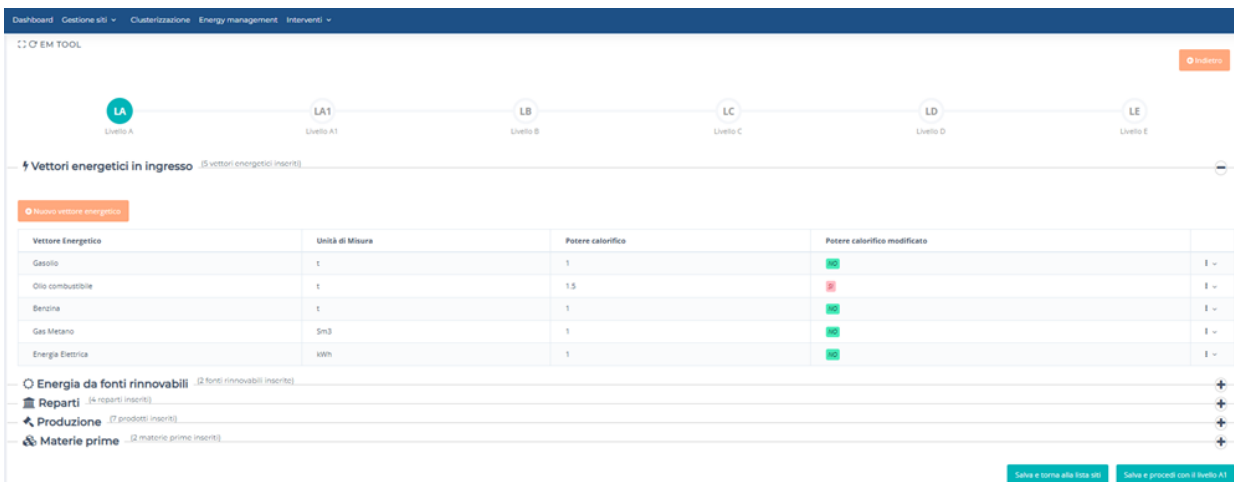 Dashboard Gestione siti Clusterizzazione Energy management Interventi
EM TOOL
Indietro
LA LA1 LB LC LD LE
Livello A Livello A1 Livello B Livello C Livello D Livello E
Vettori energetici in ingresso (5 vettori energetici inseriti)
Nuovo vettore energetico
Vettore Energetico Unità di Misura Potere calorifico Potere calorifico modificato
Gasolio t 1 NO
Olio combustibile t 1.5
Benzina t 1 NO
Gas Metano Sm3 1 NO
Energia Elettrica kWh 1 NO
Energia da fonti rinnovabili (2 fonti rinnovabili inserite)
Reparti (4 reparti inseriti)
Produzione (7 prodotti inseriti)
Materie prime (2 materie prime inseriti)
Salva e torna alla lista siti Salva e procedi con il livello A1